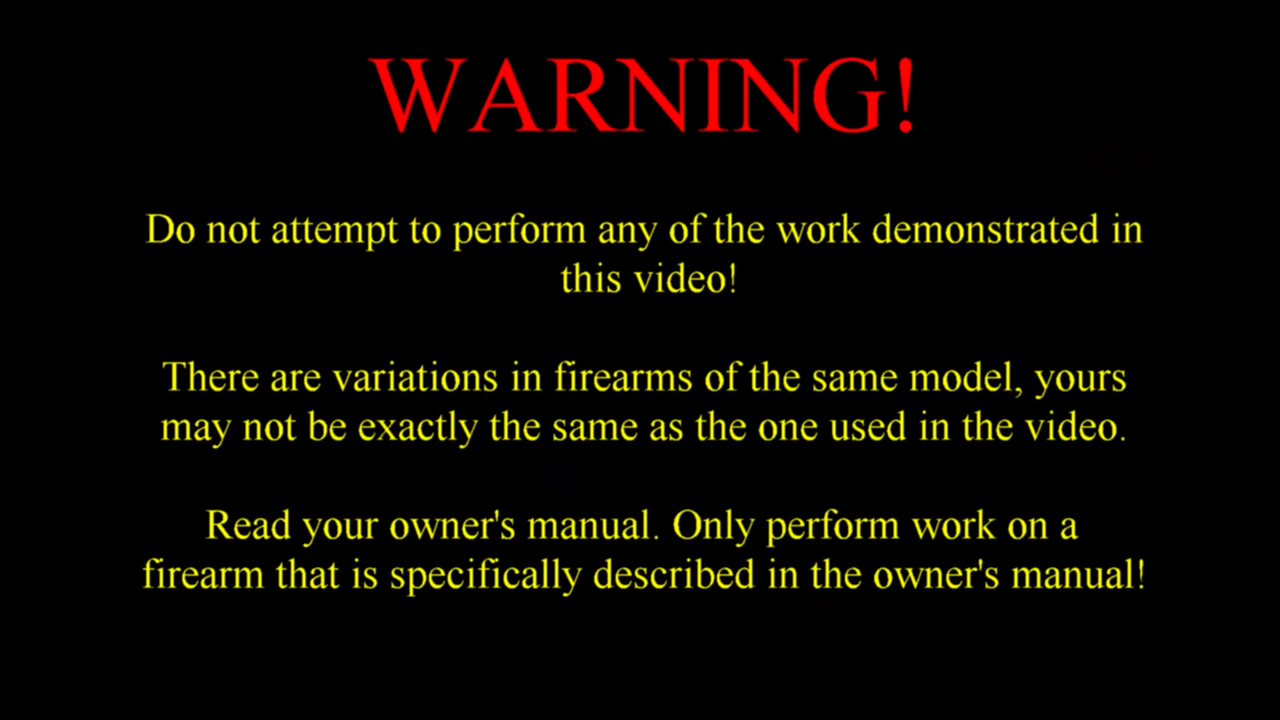 WARNING!
Do not attempt to perform any of the work demonstrated in
this video!
There are variations in firearms of the same model, yours
may not be exactly the same as the one used in the video.
Read your owner's manual. Only perform work on a
firearm that is specifically described in the owner's manual!